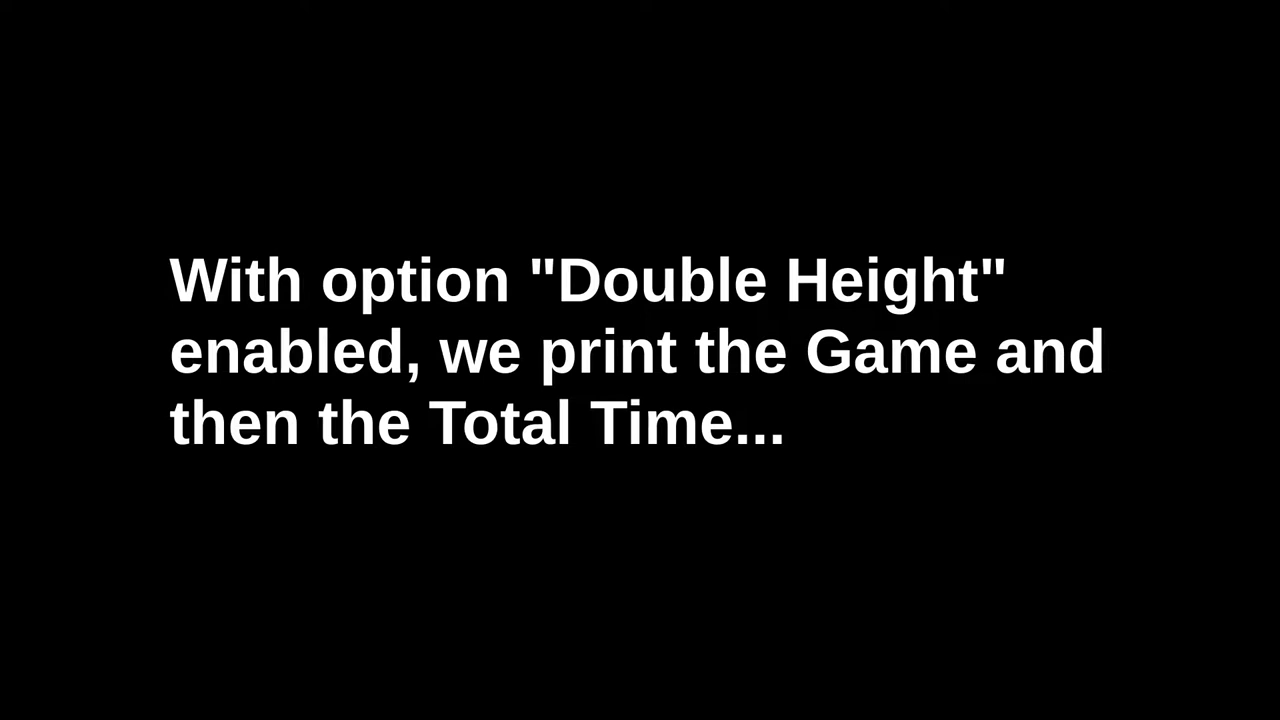 With option "Double Height"
enabled, we print the Game and
then the Total Time...